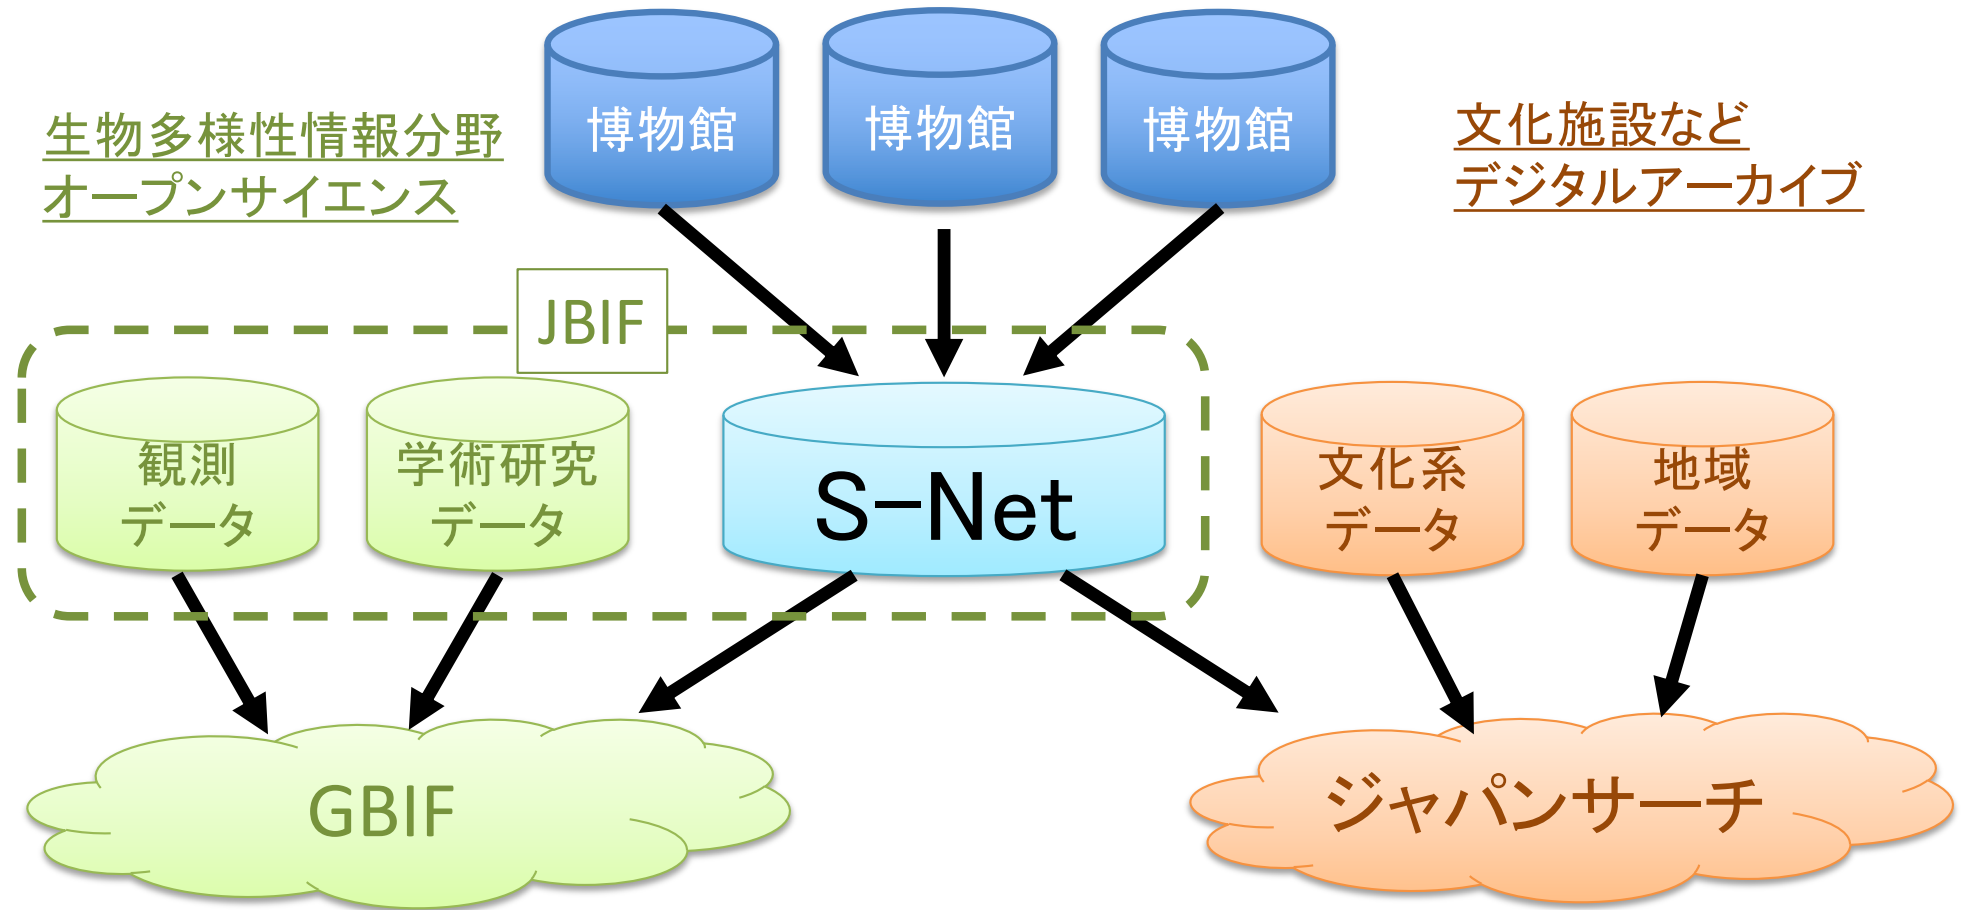 博物館
博物館
博物館
生物多様性情報分野
オープンサイエンス
文化施設など
デジタルアーカイブ
JBIF
観測
データ
学術研究
データ
S-Net
文化系
データ
地域
データ
GBIF
ジャパンサーチ